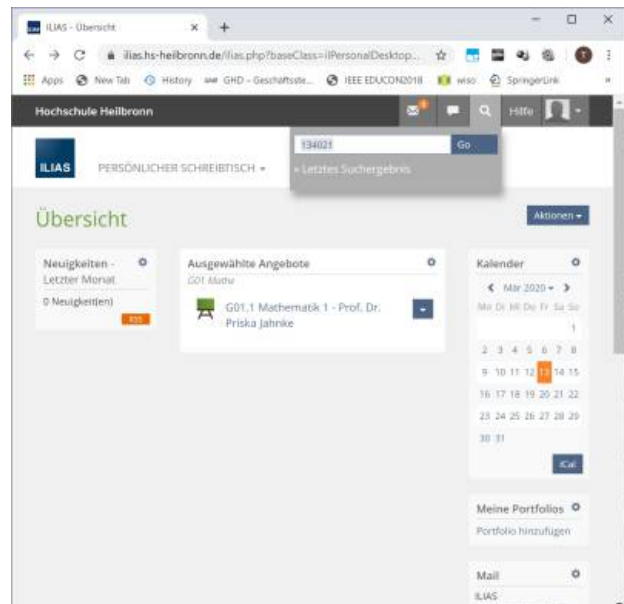 ILIAS - Übersicht
ilias.hs-heilbronn.de/ilias.php?baseClass=ilPersonalDesktop...
Apps New Tab History GHD - Geschäftsste... IEEE EDUCON2018 wiso SpringerLink »
Hochschule Heilbronn Hilfe
134021 Go
» Letztes Suchergebnis
ILIAS PERSÖNLICHER SCHREIBTISCH
Übersicht
Aktionen
Neuigkeiten -
Letzter Monat
0 Neuigkeit(en)
RSS
Ausgewählte Angebote
G01 Mathe
G01.1 Mathematik 1 - Prof. Dr.
Priska Jahnke
Kalender
Mär 2020
Mo Di Mi Do Fr Sa So
1
2 3 4 5 6 7 8
9 10 11 12 13 14 15
16 17 18 19 20 21 22
23 24 25 26 27 28 29
30 31
iCal
Meine Portfolios
Portfolio hinzufügen
Mail
ILIAS